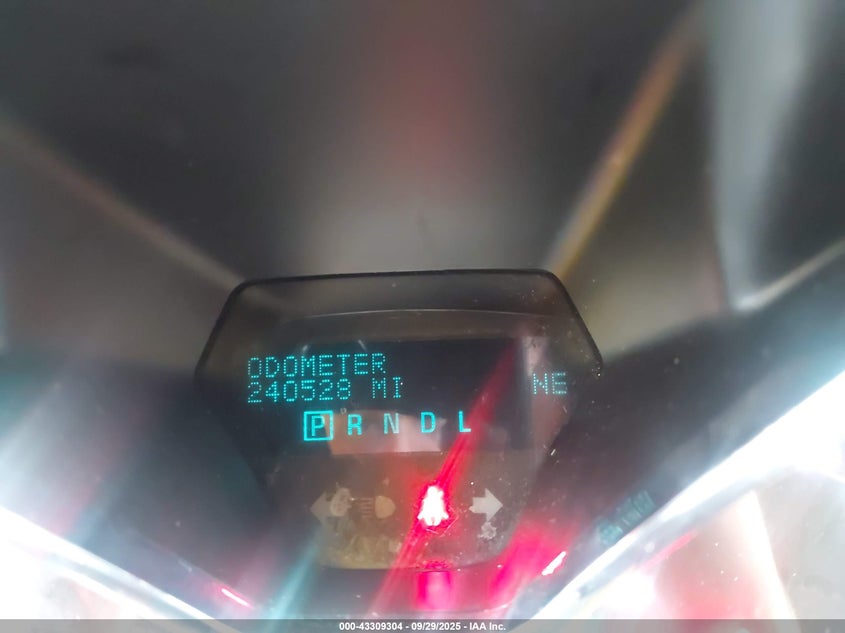 ODOMETER
240528 MI NE
P R N D L
000-43309304 - 09/29/2025 - IAA Inc.